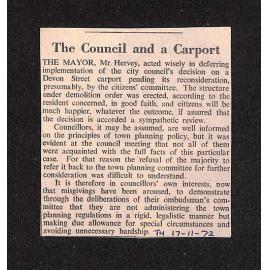 The Council and a Carport
THE MAYOR, Mr. Hervey, acted wisely in deferring
implementation of the city council's decision on a
Devon Street carport pending its reconsideration,
presumably, by the citizens' committee. The structure
under demolition order was erected, according to the
resident concerned, in good faith, and citizens will be
much happier, whatever the outcome, if assured that
the decision is accorded a sympathetic review.
Councillors, it may be assumed, are well informed
on the principles of town planning policy, but it was
evident at the council meeting that not all of them
were acquainted with the full facts of this particular
case. For that reason the refusal of the majority to
refer it back to the town planning committee for further
consideration was difficult to understand.
It is therefore in councillors' own interests, now
that misgivings have been aroused, to demonstrate
through the deliberations of their ombudsman's com-
mittee that they are not administering the town
planning regulations in a rigid, legalistic manner but
making due allowance for special circumstances and
avoiding unnecessary hardship. TM 17-11-72